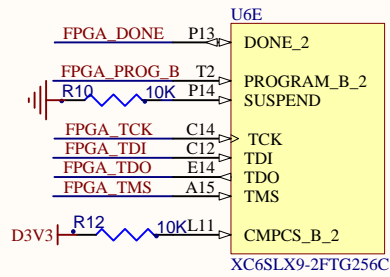 U6E
FPGA_DONE P13 DONE_2
FPGA_PROG_B T2 PROGRAM_B_2
R10 10K P14 SUSPEND
FPGA_TCK C14 TCK
FPGA_TDI C12 TDI
FPGA_TDO E14 TDO
FPGA_TMS A15 TMS
R12
D3V3 10K L11 CMPCS_B_2
XC6SLX9-2FTG256C